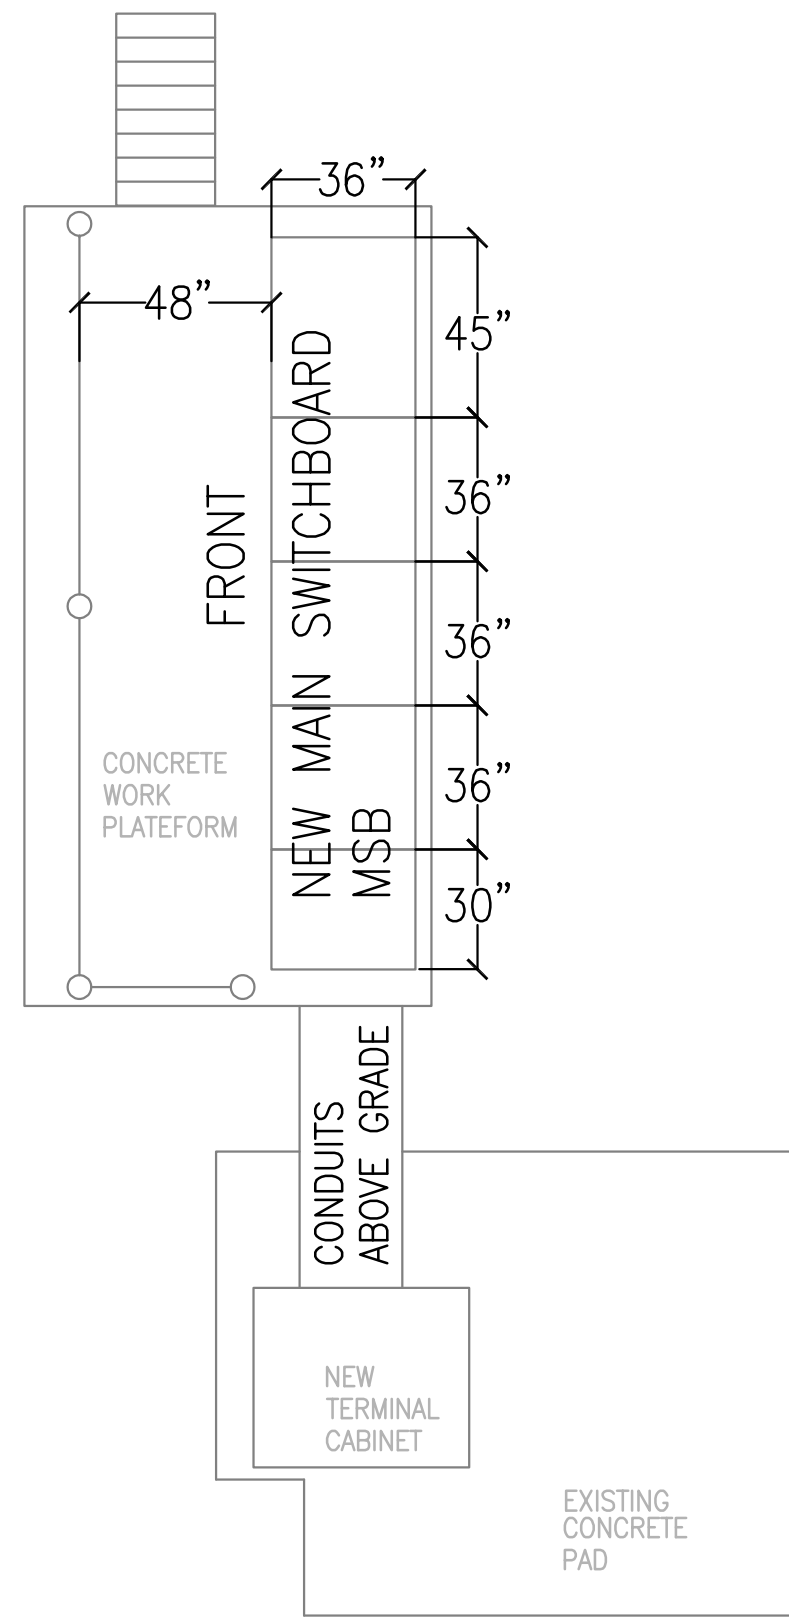 36”
48”
45”
36”
36”
36”
30”
FRONT
NEW MAIN SWITCHBOARD
MSB
CONCRETE
WORK
PLATEFORM
CONDUITS
ABOVE GRADE
NEW
TERMINAL
CABINET
EXISTING
CONCRETE
PAD